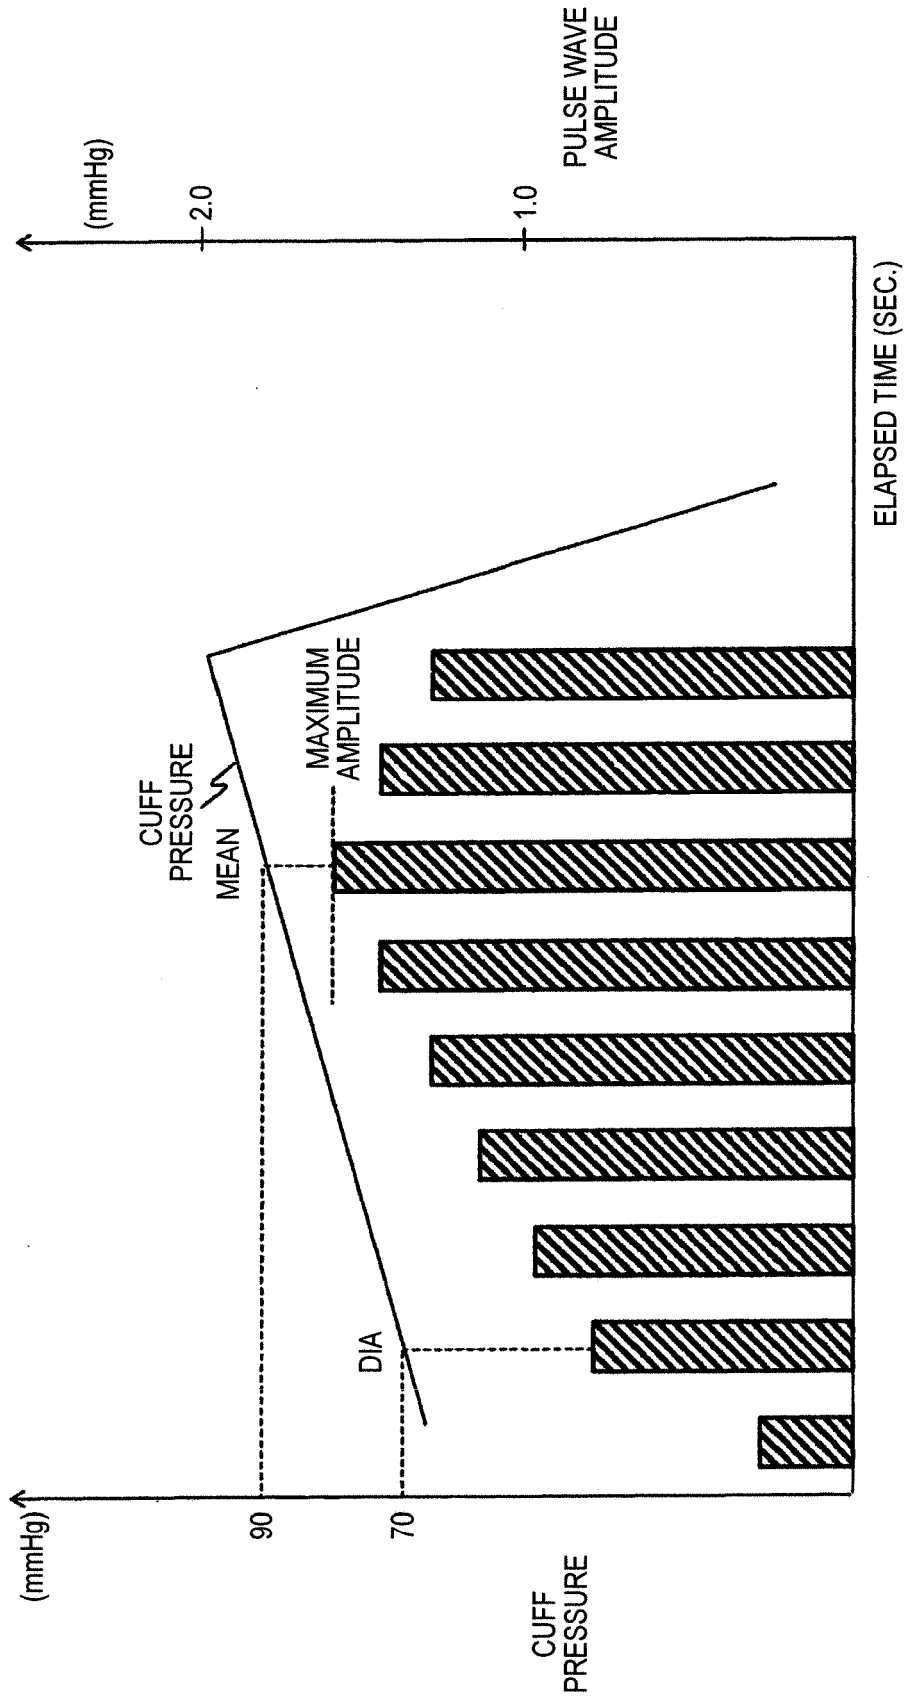 (mmHg)
(mmHg)
CUFF
PRESSURE
MEAN
2.0
90
MAXIMUM
AMPLITUDE
DIA
70
1.0
CUFF
PRESSURE
PULSE WAVE
AMPLITUDE
ELAPSED TIME (SEC.)